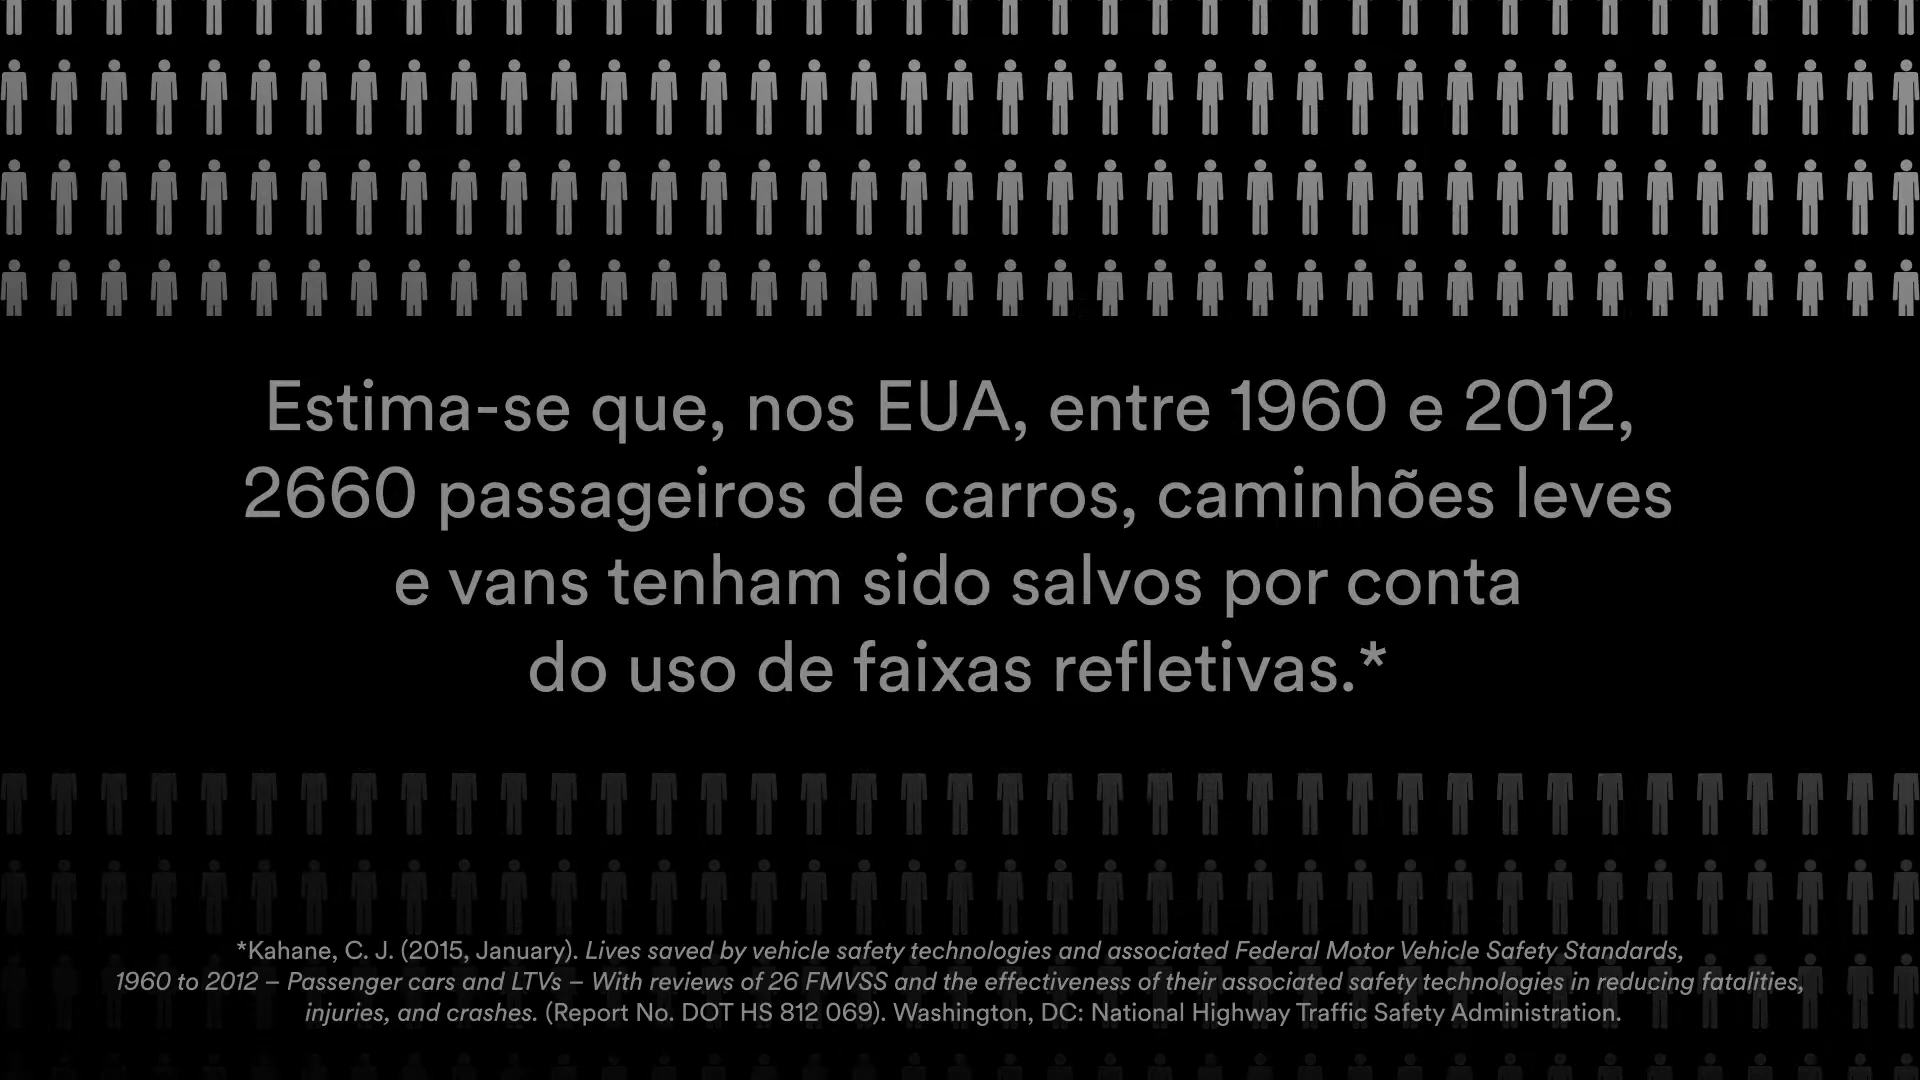 Estima-se que, nos EUA, entre 1960 e 2012,
2660 passageiros de carros, caminhões leves
e vans tenham sido salvos por conta
do uso de faixas refletivas.*
*Kahane, C. J. (2015, January). Lives saved by vehicle safety technologies and associated Federal Motor Vehicle Safety Standards,
1960 to 2012 – Passenger cars and LTVs – With reviews of 26 FMVSS and the effectiveness of their associated safety technologies in reducing fatalities,
injuries, and crashes. (Report No. DOT HS 812 069). Washington, DC: National Highway Traffic Safety Administration.